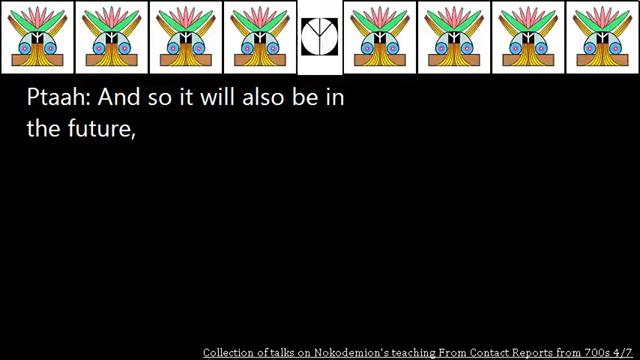 Ptaah: And so it will also be in
the future,
Collection of talks on Nokodemion's teaching From Contact Reports from 700s 4/7